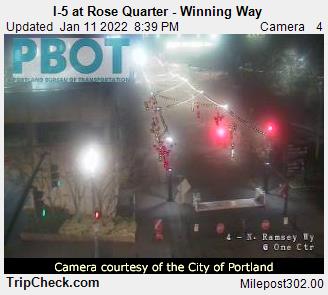 I-5 at Rose Quarter - Winning Way
Updated Jan 11 2022 8:39 PM Camera 4
PBOT
PORTLAND BUREAU OF TRANSPORTATION
4 - N. Ramsey Wy
@ One Ctr
Camera courtesy of the City of Portland
TripCheck.com Milepost302.00